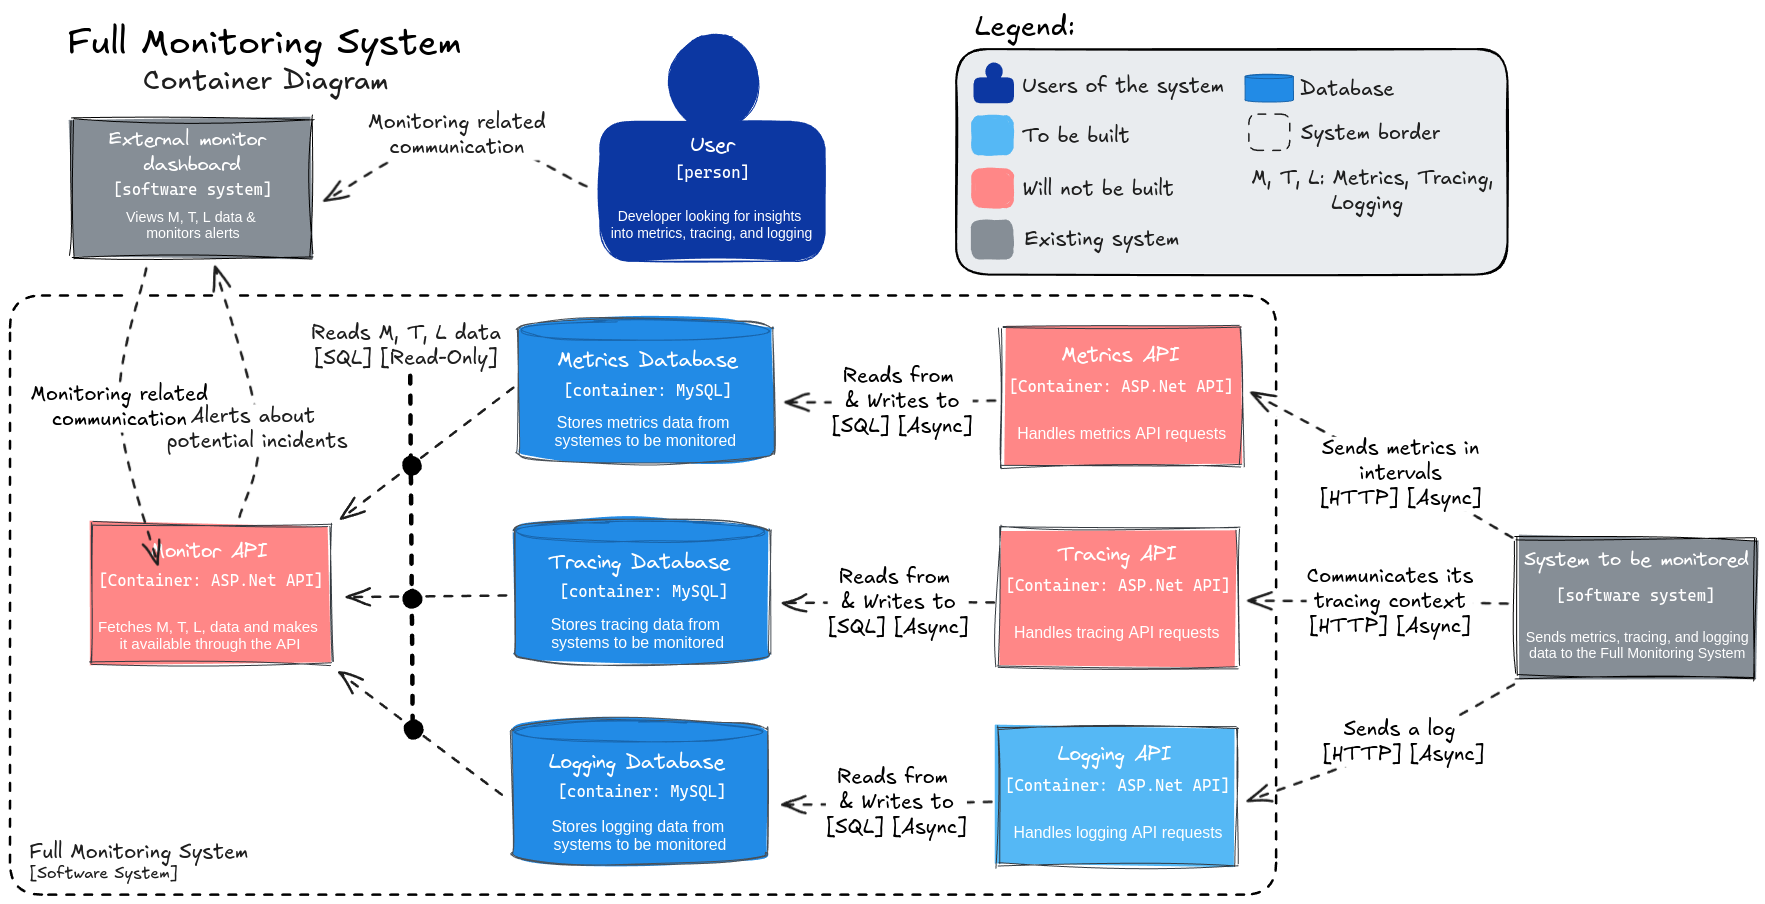 Full Monitoring System
Container Diagram
External monitor
dashboard
[software system]
Views M, T, L data &
monitors alerts
Monitoring related
communication
User
[person]
Developer looking for insights
into metrics, tracing, and logging
Legend:
Users of the system
To be built
Will not be built
Existing system
Database
System border
M, T, L: Metrics, Tracing,
Logging
Monitoring related
communication
Alerts about
potential incidents
Reads M, T, L data
[SQL] [Read-Only]
Monitor API
[Container: ASP.Net API]
Fetches M, T, L, data and makes
it available through the API
Metrics Database
[container: MySQL]
Stores metrics data from
systemes to be monitored
Reads from
& Writes to
[SQL] [Async]
Metrics API
[Container: ASP.Net API]
Handles metrics API requests
Sends metrics in
intervals
[HTTP] [Async]
Tracing Database
[container: MySQL]
Stores tracing data from
systems to be monitored
Reads from
& Writes to
[SQL] [Async]
Tracing API
[Container: ASP.Net API]
Handles tracing API requests
Communicates its
tracing context
[HTTP] [Async]
System to be monitored
[software system]
Sends metrics, tracing, and logging
data to the Full Monitoring System
Logging Database
[container: MySQL]
Stores logging data from
systems to be monitored
Reads from
& Writes to
[SQL] [Async]
Logging API
[Container: ASP.Net API]
Handles logging API requests
Sends a log
[HTTP] [Async]
Full Monitoring System
[Software System]